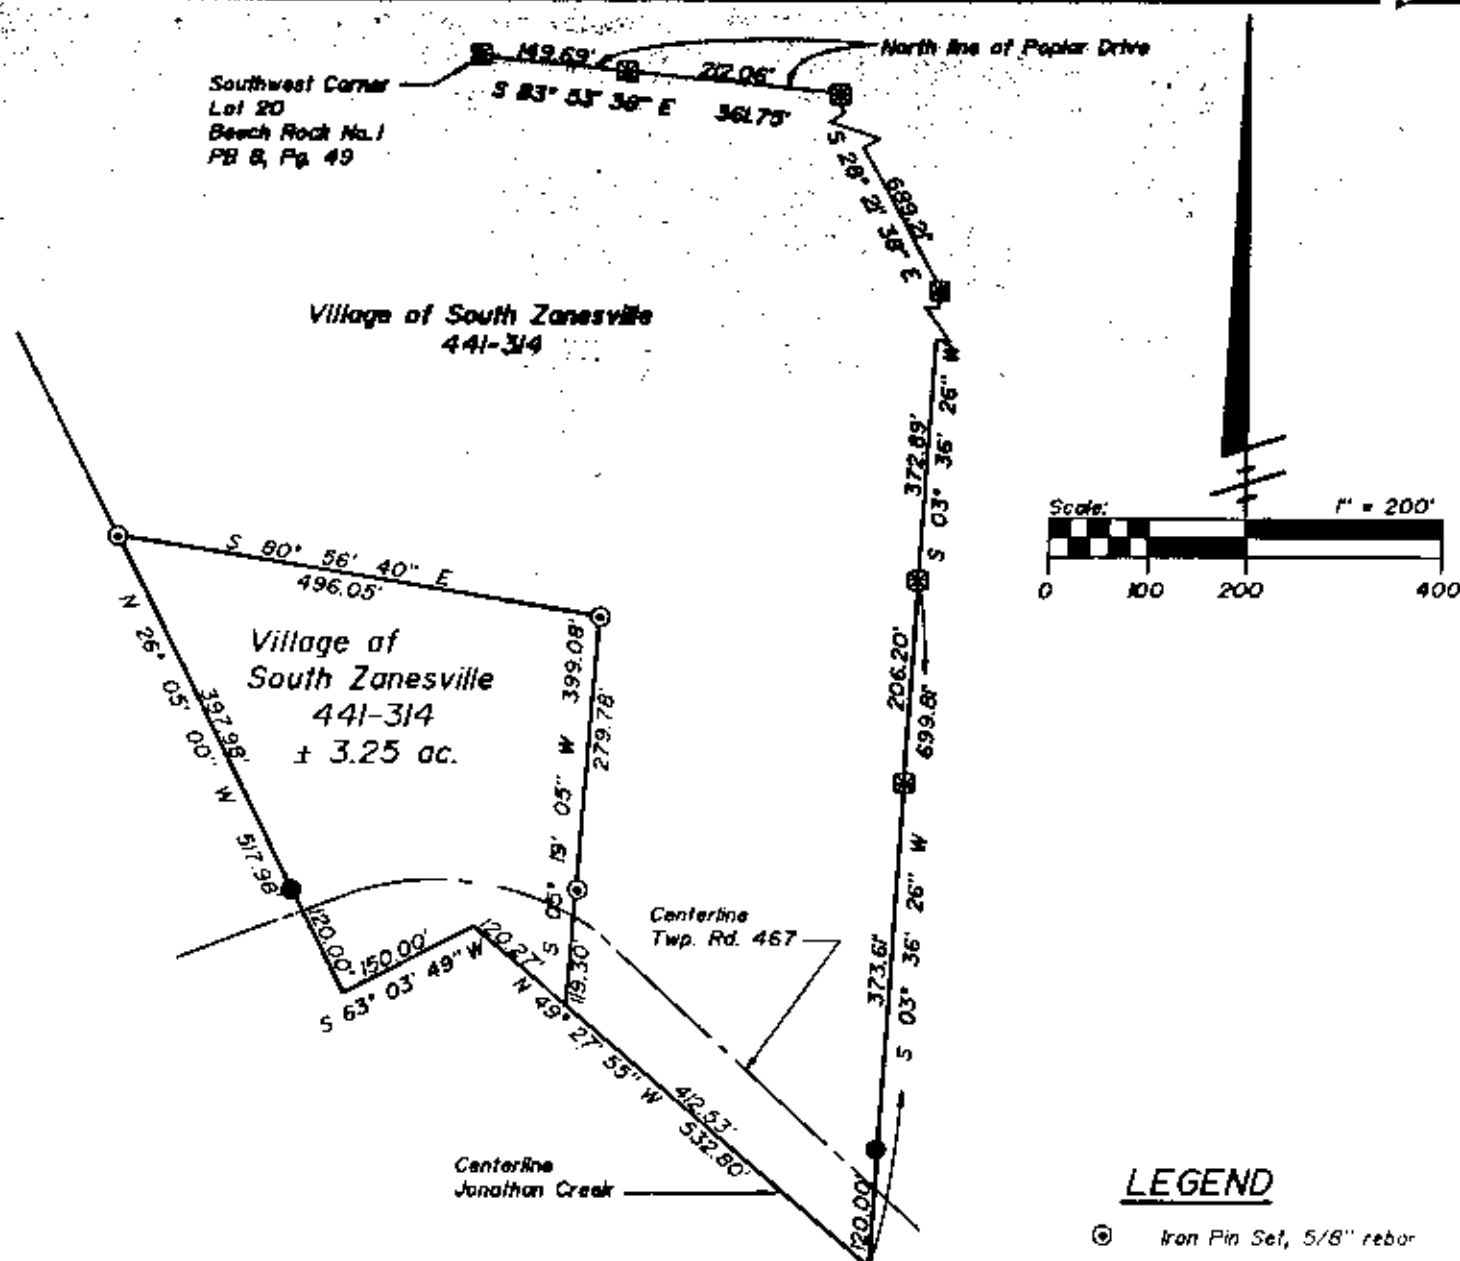 149.69'
212.06'
North line of Poplar Drive
Southwest Corner
Lot 20
Beech Rock No.1
PB 8, Pg. 49
S 83° 53' 38" E 361.75'
S 28° 21' 38" E
689.21'
Village of South Zanesville
441-314
S 03° 36' 26" W
372.89'
Scale: 1" = 200'
0 100 200 400
S 80° 56' 40" E
496.05'
N 26° 05' 00" W
397.98'
517.98'
Village of
South Zanesville
441-314
± 3.25 ac.
399.08'
279.78'
S 05° 19' 05" W
206.20'
699.81'
120.00'
150.00'
S 63° 03' 49" W
120.27'
119.30'
N 49° 27' 55" W
Centerline
Twp. Rd. 467
373.61'
S 03° 36' 26" W
412.53'
532.80'
Centerline
Jonathan Creek
120.00'
LEGEND
Iron Pin Set, 5/8" rebar